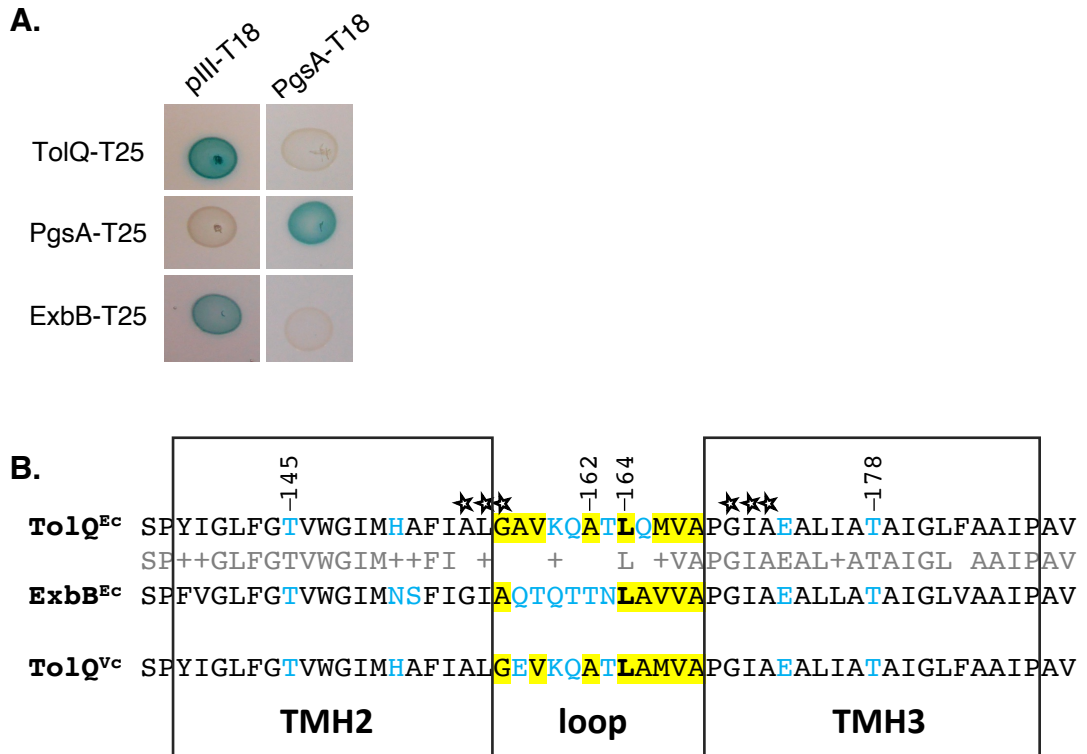 A.
pIII-T18 PgsA-T18
TolQ-T25
PgsA-T25
ExbB-T25
B.
145 162 164 178
TolQEc SPYIGLFGTVWGIMHAFIALGAVKQATLQMVAPGIAEALIATAIGLFAAIPAV
SP++GLFGTVWGIM++FI + + L +VAPGIAEAL+ATAIGL AAIPAV
ExbBEc SPFVGLFGTVWGIMNSFIGIAQTQTTNLAVVAPGIAEALLATAIGLVAAIPAV
TolQVc SPYIGLFGTVWGIMHAFIALGEVKQATLAMVAPGIAEALIATAIGLFAAIPAV
TMH2 loop TMH3